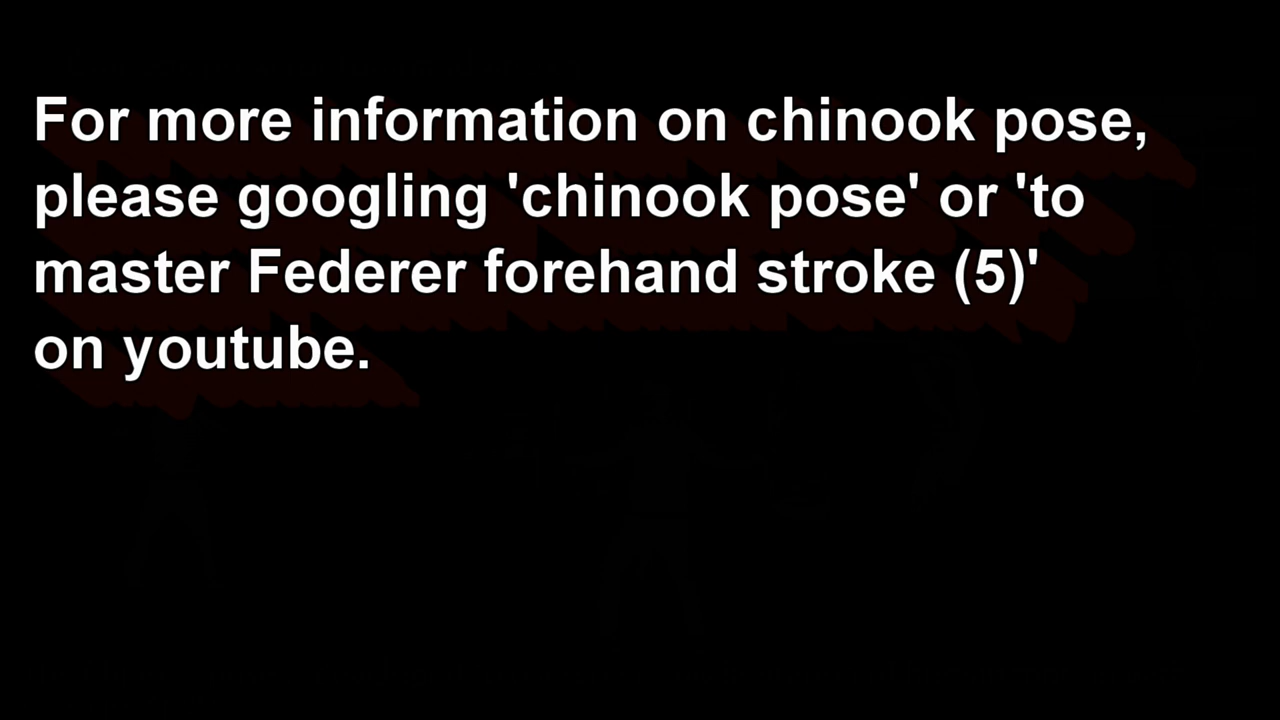 For more information on chinook pose,
please googling 'chinook pose' or 'to
master Federer forehand stroke (5)'
on youtube.